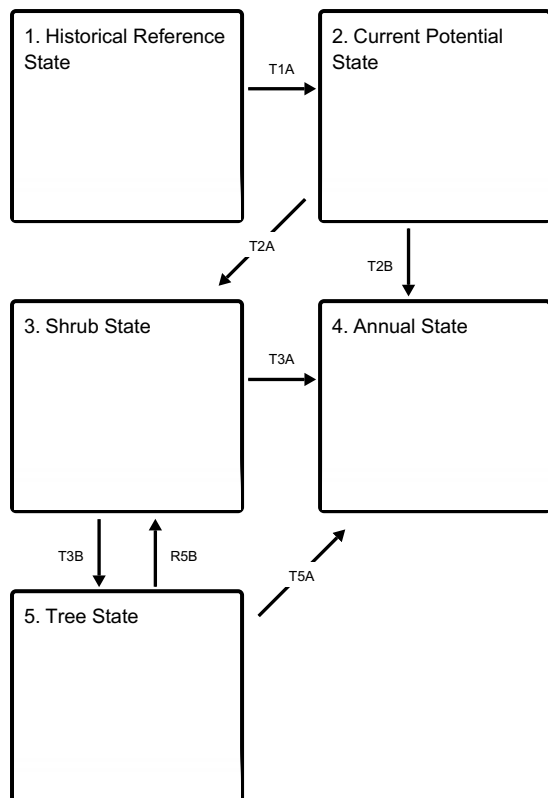 1. Historical Reference
State
T1A
2. Current Potential
State
T2A
T2B
3. Shrub State
T3A
4. Annual State
T3B
R5B
T5A
5. Tree State